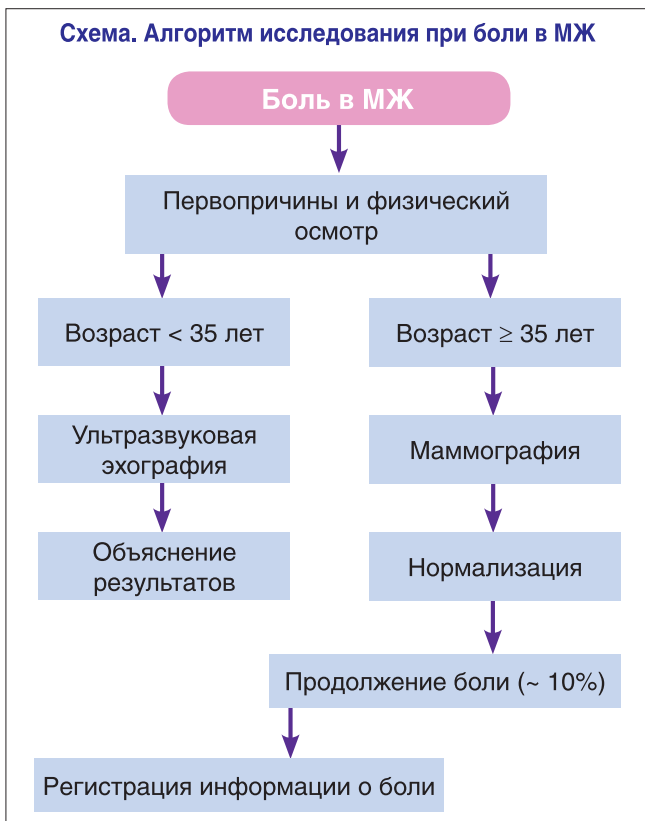 Схема. Алгоритм исследования при боли в МЖ
Боль в МЖ
Первопричины и физический
осмотр
Возраст < 35 лет
Возраст ≥ 35 лет
Ультразвуковая
эхография
Маммография
Объяснение
результатов
Нормализация
Продолжение боли (~ 10%)
Регистрация информации о боли